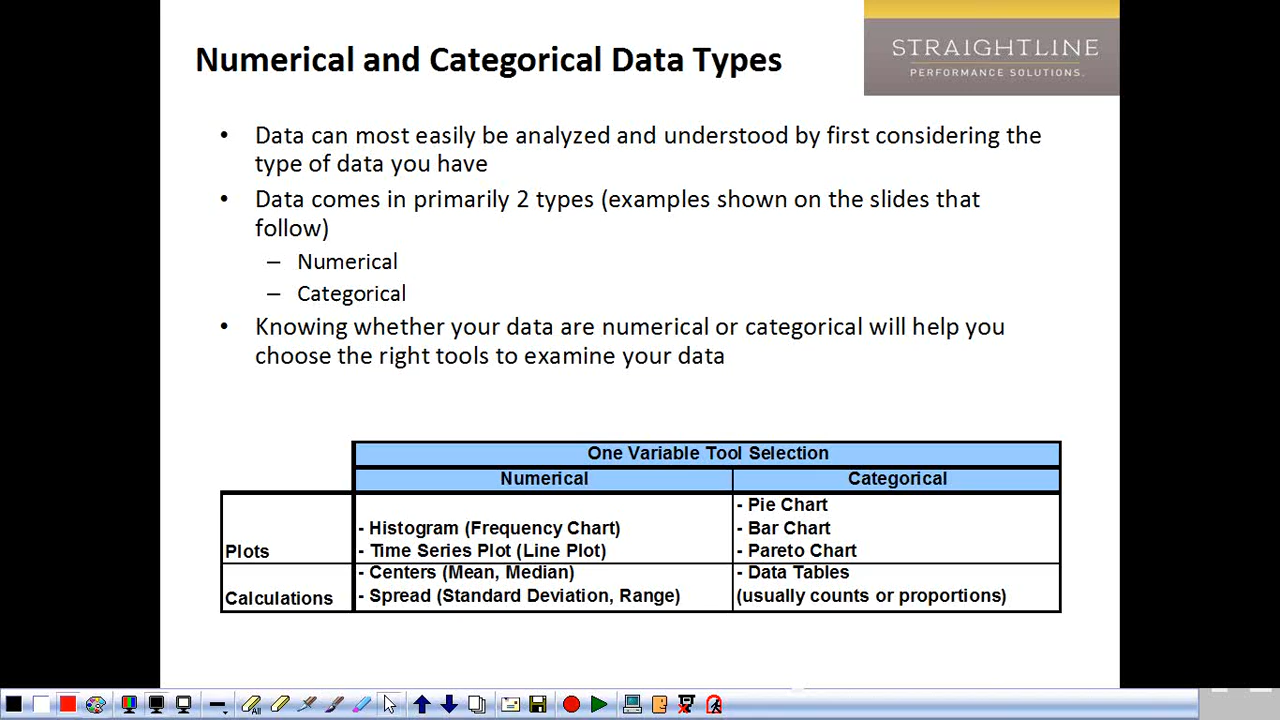 Numerical and Categorical Data Types
STRAIGHTLINE
PERFORMANCE SOLUTIONS.
• Data can most easily be analyzed and understood by first considering the
type of data you have
• Data comes in primarily 2 types (examples shown on the slides that
follow)
– Numerical
– Categorical
• Knowing whether your data are numerical or categorical will help you
choose the right tools to examine your data
One Variable Tool Selection
Numerical Categorical
Plots
- Histogram (Frequency Chart)
- Time Series Plot (Line Plot)
- Pie Chart
- Bar Chart
- Pareto Chart
Calculations
- Centers (Mean, Median)
- Spread (Standard Deviation, Range)
- Data Tables
(usually counts or proportions)
All